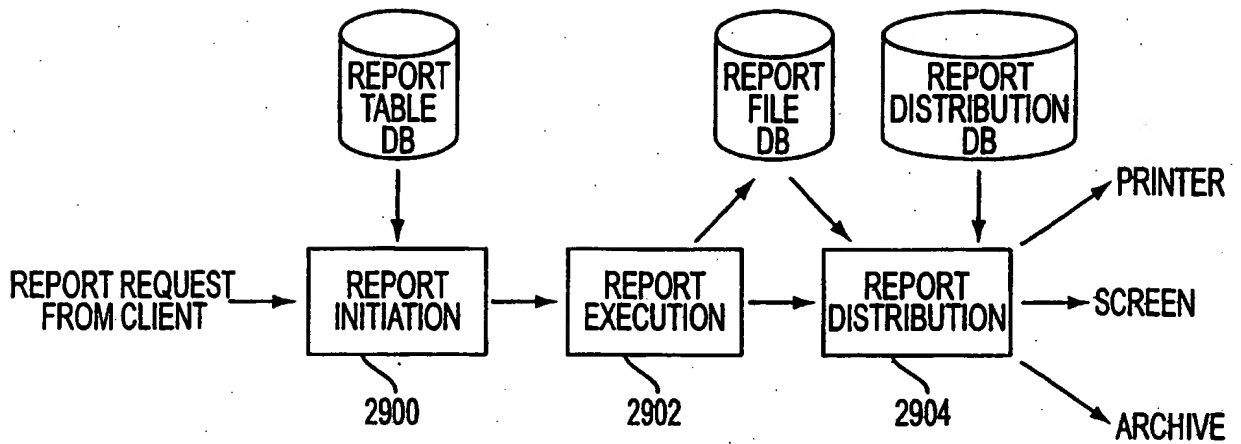 REPORT
TABLE
DB
REPORT
FILE
DB
REPORT
DISTRIBUTION
DB
PRINTER
REPORT REQUEST
FROM CLIENT
REPORT
INITIATION
REPORT
EXECUTION
REPORT
DISTRIBUTION
SCREEN
2900
2902
2904
ARCHIVE